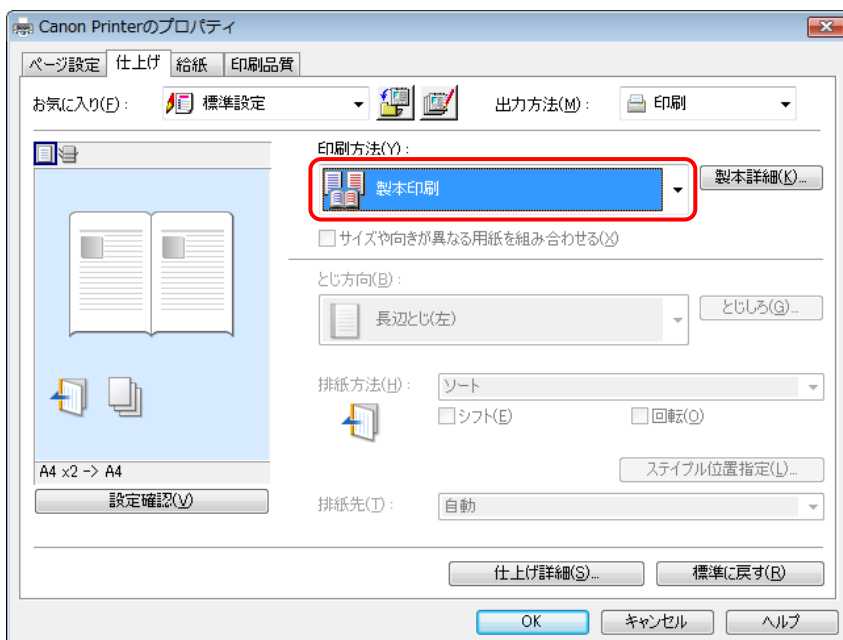 Canon Printerのプロパティ
ページ設定 仕上げ 給紙 印刷品質
お気に入り(F): 標準設定 出力方法(M): 印刷
印刷方法(Y):
製本印刷 製本詳細(K)...
サイズや向きが異なる用紙を組み合わせる(X)
とじ方向(B):
長辺とじ(左) とじしろ(G)...
排紙方法(H): ソート
シフト(E) 回転(O)
A4 x2 -> A4 ステイプル位置指定(L)...
設定確認(V) 排紙先(T): 自動
仕上げ詳細(S)... 標準に戻す(R)
OK キャンセル ヘルプ